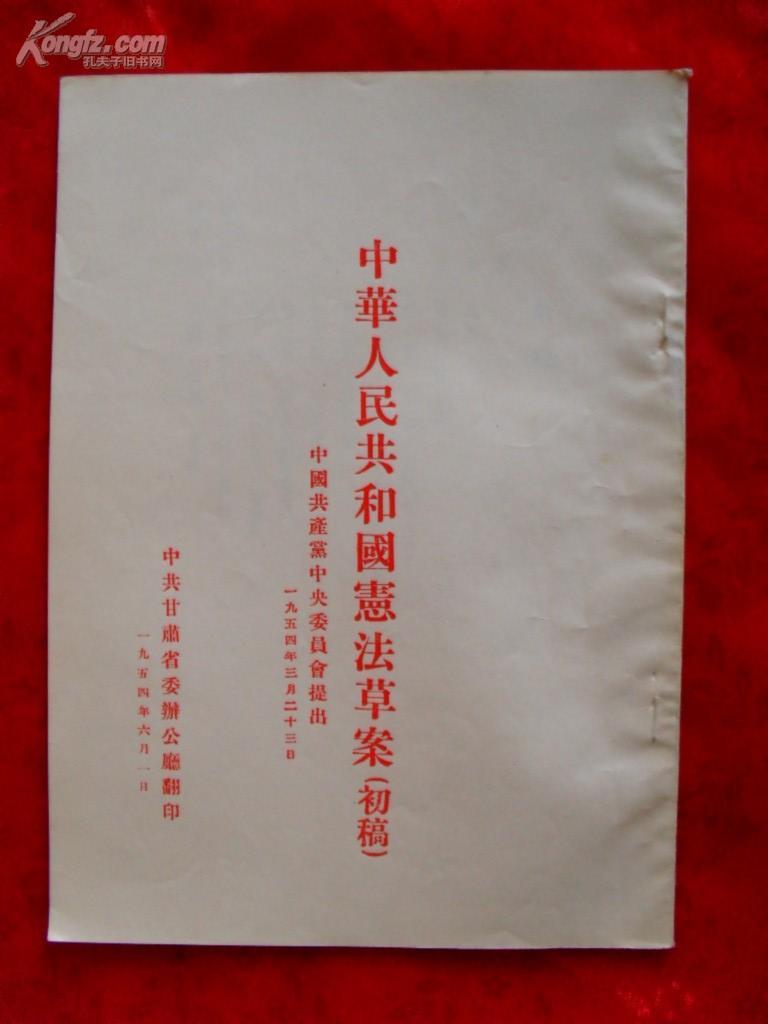 Kongfz.com
孔夫子旧书网
中華人民共和國憲法草案(初稿)
中國共產黨中央委員會提出
一九五四年三月二十三日
中共甘肅省委辦公廳翻印
一九五四年六月一日